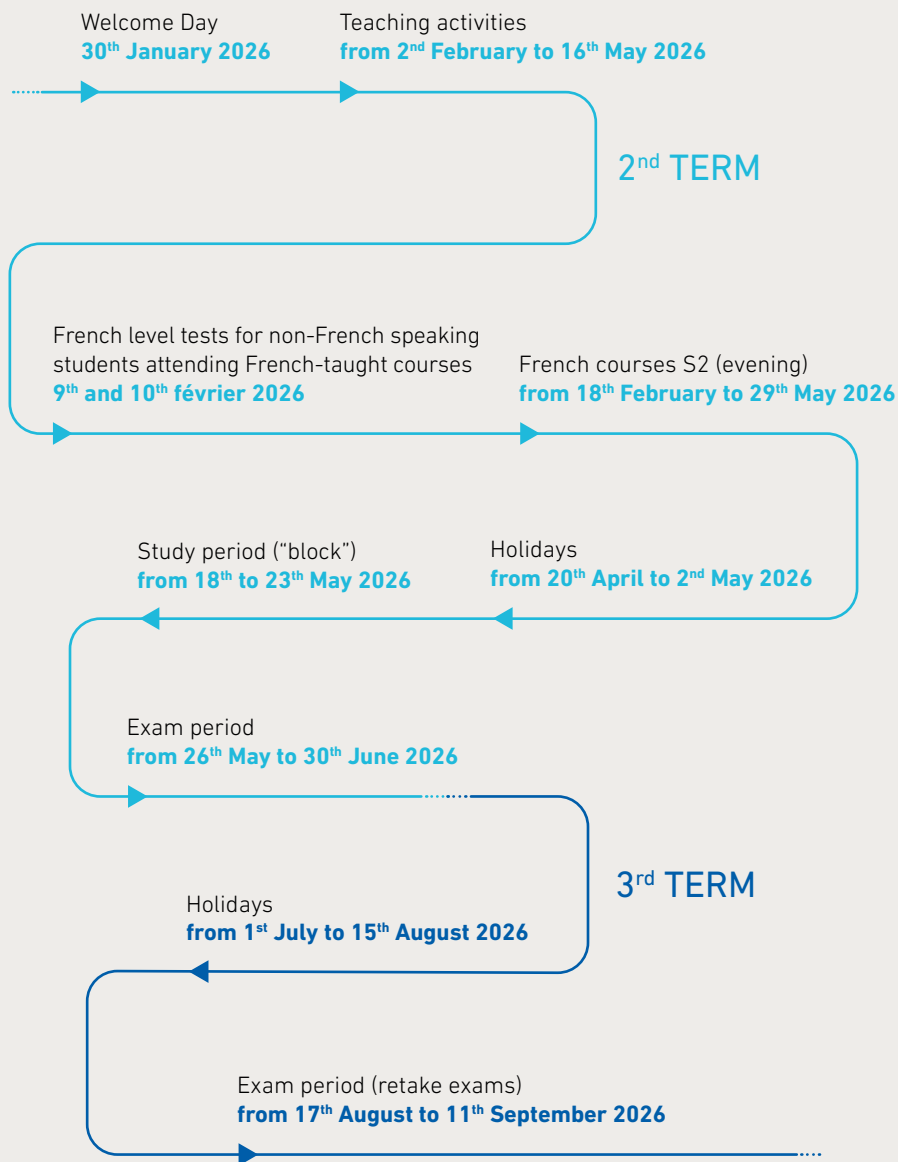 Welcome Day
30th January 2026
Teaching activities
from 2nd February to 16th May 2026
2nd TERM
French level tests for non-French speaking
students attending French-taught courses
9th and 10th février 2026
French courses S2 (evening)
from 18th February to 29th May 2026
Study period (“block”)
from 18th to 23th May 2026
Holidays
from 20th April to 2nd May 2026
Exam period
from 26th May to 30th June 2026
3rd TERM
Holidays
from 1st July to 15th August 2026
Exam period (retake exams)
from 17th August to 11th September 2026